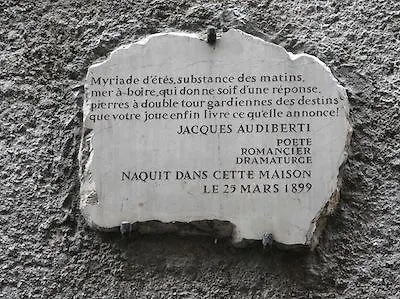 Myriade d'étés, substance des matins,
mer à-boire, qui donne soif d'une réponse.
pierres à double tour gardiennes des destins
que votre joue enfin livre ce qu'elle annonce!
JACQUES AUDIBERTI
POETE
ROMANCIER
DRAMATURGE
NAQUIT DANS CETTE MAISON
LE 25 MARS 1899